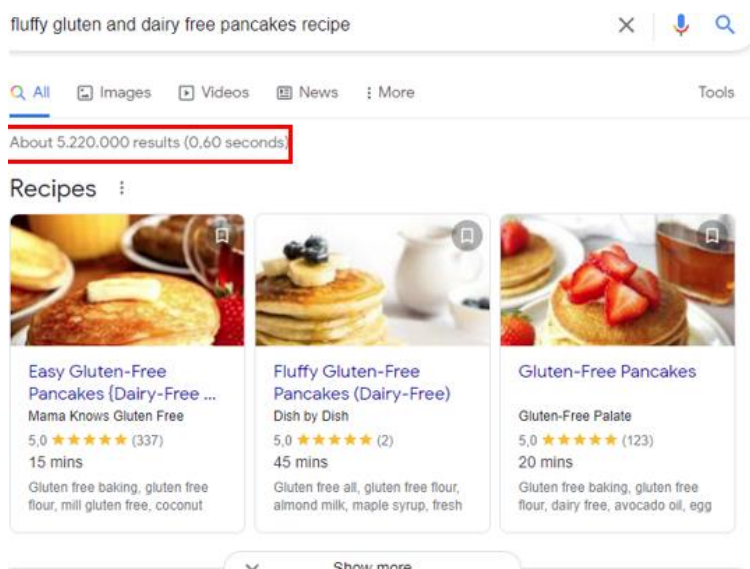 fluffy gluten and dairy free pancakes recipe
All Images Videos News More Tools
About 5.220.000 results (0,60 seconds)
Recipes
Easy Gluten-Free
Pancakes {Dairy-Free ...
Mama Knows Gluten Free
5,0 ★★★★★ (337)
15 mins
Gluten free baking, gluten free
flour, mill gluten free, coconut
Fluffy Gluten-Free
Pancakes (Dairy-Free)
Dish by Dish
5,0 ★★★★★ (2)
45 mins
Gluten free all, gluten free flour,
almond milk, maple syrup, fresh
Gluten-Free Pancakes
Gluten-Free Palate
5,0 ★★★★★ (123)
20 mins
Gluten free baking, gluten free
flour, dairy free, avocado oil, egg
Show more